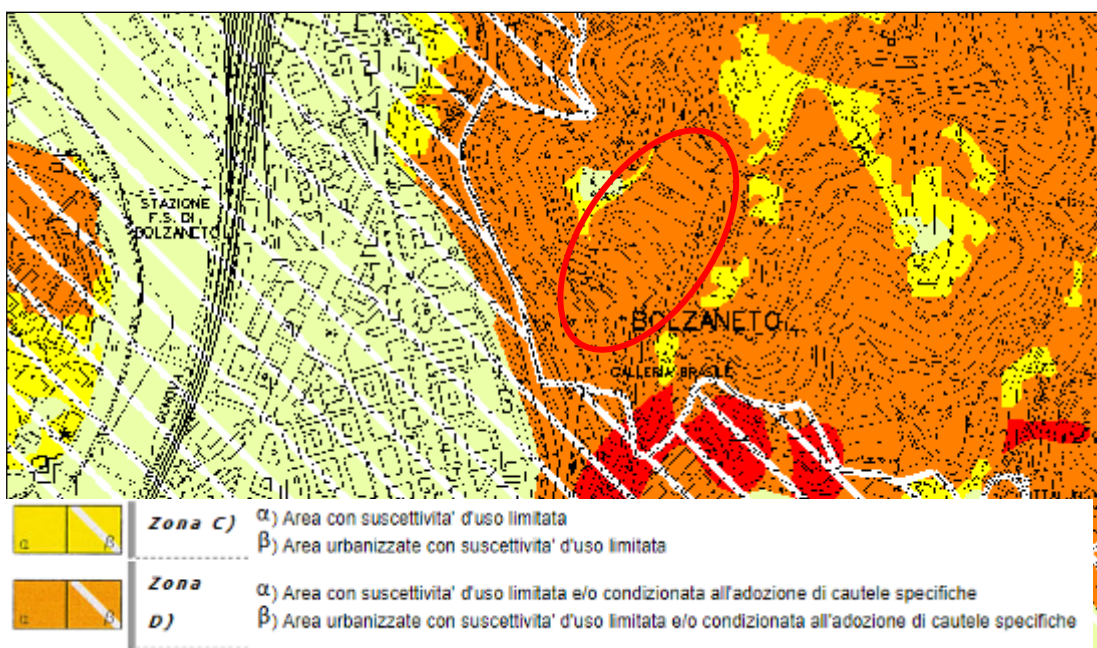 STAZIONE
F.S. DI
BOLZANETO
GENOVA
BOLZANETO
GALLERIA BRASILE
α β Zona C) α) Area con suscettivita' d'uso limitata
β) Area urbanizzate con suscettivita' d'uso limitata
α β Zona D) α) Area con suscettivita' d'uso limitata e/o condizionata all'adozione di cautele specifiche
β) Area urbanizzate con suscettivita' d'uso limitata e/o condizionata all'adozione di cautele specifiche